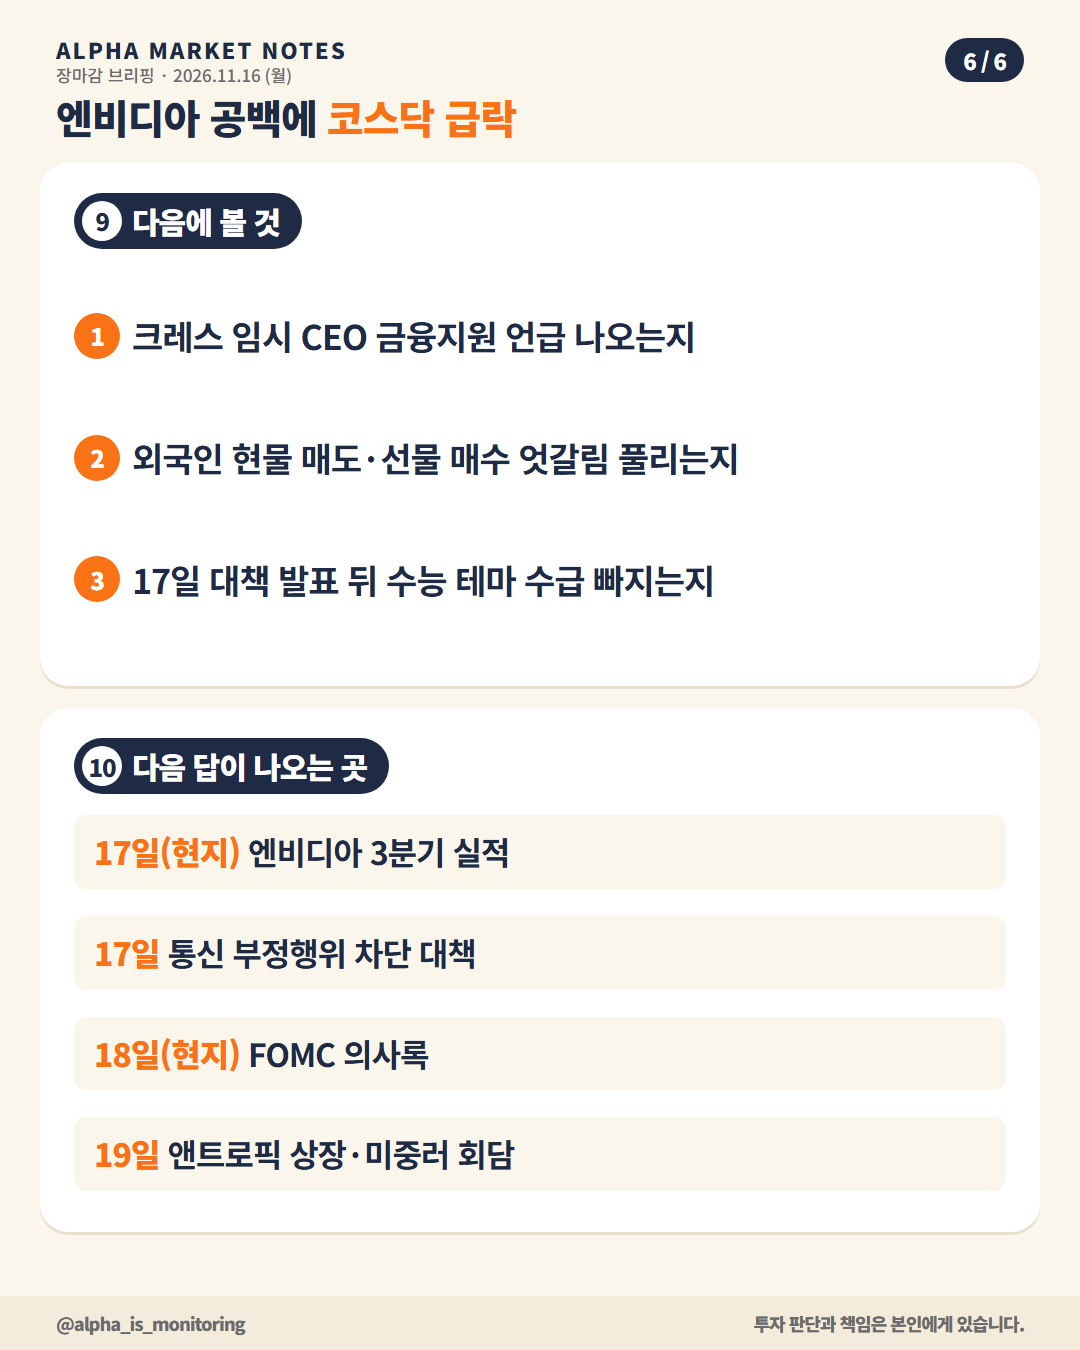 ALPHA MARKET NOTES
장마감 브리핑 · 2026.11.16 (월)
6 / 6
엔비디아 공백에 코스닥 급락
9 다음에 볼 것
1 크레스 임시 CEO 금융지원 언급 나오는지
2 외국인 현물 매도·선물 매수 엇갈림 풀리는지
3 17일 대책 발표 뒤 수능 테마 수급 빠지는지
10 다음 답이 나오는 곳
17일(현지) 엔비디아 3분기 실적
17일 통신 부정행위 차단 대책
18일(현지) FOMC 의사록
19일 앤트로픽 상장·미중러 회담
@alpha_is_monitoring
투자 판단과 책임은 본인에게 있습니다.